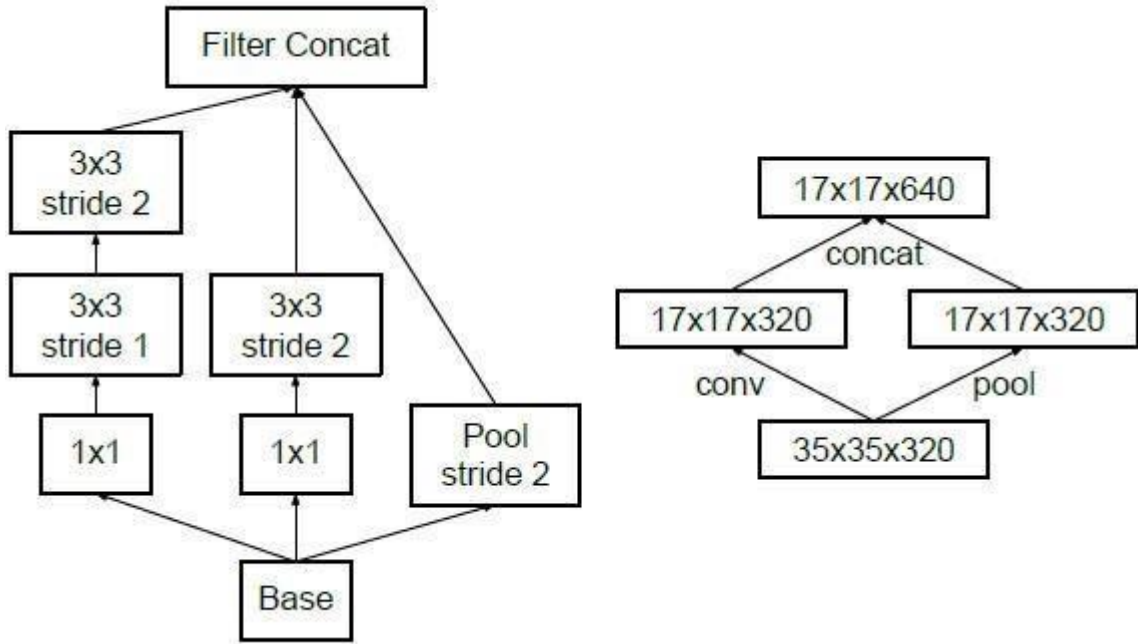 Filter Concat
3x3
stride 2
3x3
stride 1
3x3
stride 2
1x1
1x1
Pool
stride 2
Base
17x17x640
concat
17x17x320
17x17x320
conv
pool
35x35x320